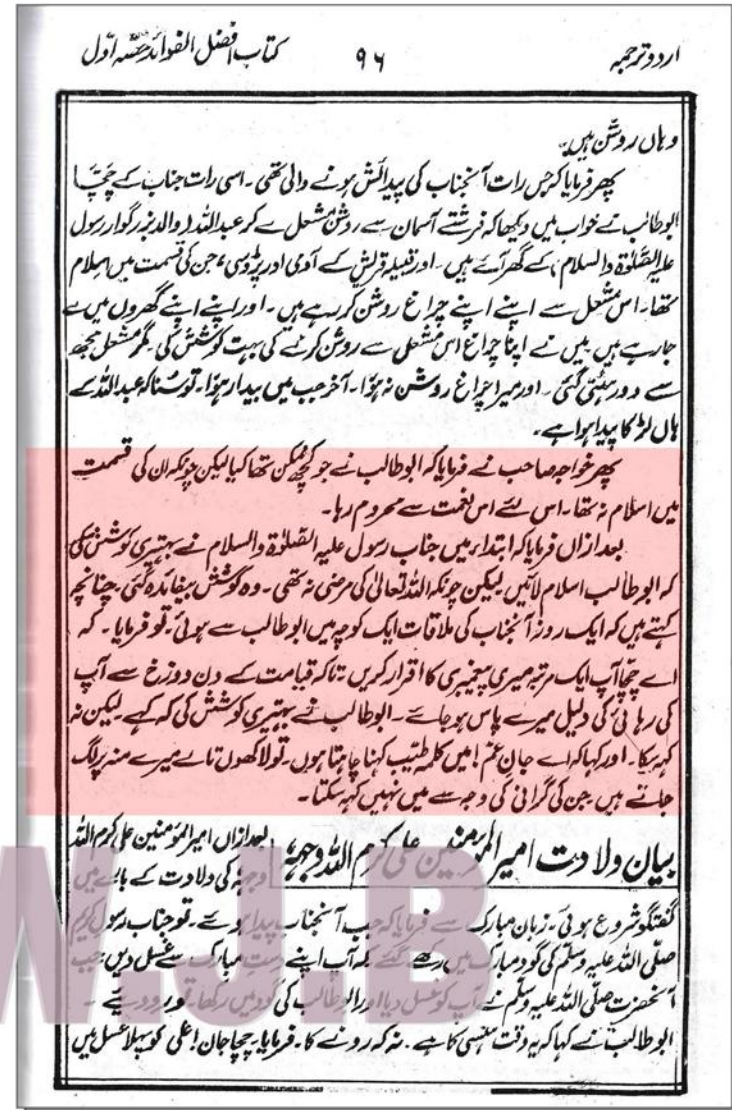 اردو ترجمہ ۹۶ کتاب افضل الفوائد حصہ اول
وہاں روشن ہیں۔
پھر فرمایا کہ جس رات آنجناب کی پیدائش ہونے والی تھی۔ اسی رات جناب کے چچا
ابوطالب نے خواب میں دیکھا کہ فرشتے آسمان سے روشن مشعل لے کر عبداللہ (والد بزرگوار رسول
علیہ الصلوٰۃ والسلام) کے گھر آئے ہیں۔ اور قبیلہ قریش کے آدمی اور پڑوسی، جن کی قسمت میں اسلام
تھا۔ اس مشعل سے اپنے اپنے چراغ روشن کر رہے ہیں۔ اور اپنے اپنے گھروں میں لے
جا رہے ہیں میں نے اپنا چراغ اس مشعل سے روشن کرنے کی بہت کوشش کی مگر مشعل مجھ
سے دور ہٹتی گئی۔ اور میرا چراغ روشن نہ ہوا۔ آخر جب میں بیدار ہوا۔ تو سُنا کہ عبداللہ کے
ہاں لڑکا پیدا ہوا ہے۔
پھر خواجہ صاحب نے فرمایا کہ ابوطالب نے جو کچھ ممکن تھا کیا لیکن چونکہ ان کی قسمت
میں اسلام نہ تھا۔ اس لئے اس نعمت سے محروم رہا۔
بعد ازاں فرمایا کہ ابتداء میں جناب رسول علیہ الصلوٰۃ والسلام نے بہتیری کوشش کی
کہ ابوطالب اسلام لائیں لیکن چونکہ اللہ تعالیٰ کی مرضی نہ تھی۔ وہ کوشش بیفائدہ گئی چنانچہ
کہتے ہیں کہ ایک روز آنجناب کی ملاقات ایک کوچہ میں ابوطالب سے ہوئی۔ تو فرمایا۔ کہ
اے چچا آپ ایک مرتبہ میری پیغمبری کا اقرار کریں۔ تاکہ قیامت کے دن دوزخ سے آپ
کی رہائی کی دلیل میرے پاس ہو جائے۔ ابوطالب نے بہتیری کوشش کی کہ کہے۔ لیکن نہ
کہہ سکا۔ اور کہا کہ اے جانِ عم! میں کلمہ طیب کہنا چاہتا ہوں۔ تو لاکھوں تالے میرے منہ پر لگ
جاتے ہیں جن کی گرانی کی وجہ سے میں نہیں کہہ سکتا۔
بیان ولادت امیر المؤمنین علی کرم اللہ وجہہ، بعد ازاں امیر المؤمنین علی کرم اللہ
وجہہ کی ولادت کے بارے میں
گفتگو شروع ہوئی۔ زبان مبارک سے فرمایا کہ جب آنجناب پیدا ہوئے۔ تو جناب رسول کریم
صلی اللہ علیہ وسلم کی گود مبارک میں رکھے گئے کہ آپ اپنے دست مبارک سے غسل دیں: جب
آنحضرت صلی اللہ علیہ وسلم نے آپ کو غسل دیا اور ابوطالب کی گود میں رکھا۔ تو رو دیئے۔
ابوطالب نے کہا کہ یہ وقت ہنسی کا ہے۔ نہ کہ رونے کا۔ فرمایا۔ چچا جان! علی کو پہلا غسل میں
W.J.B